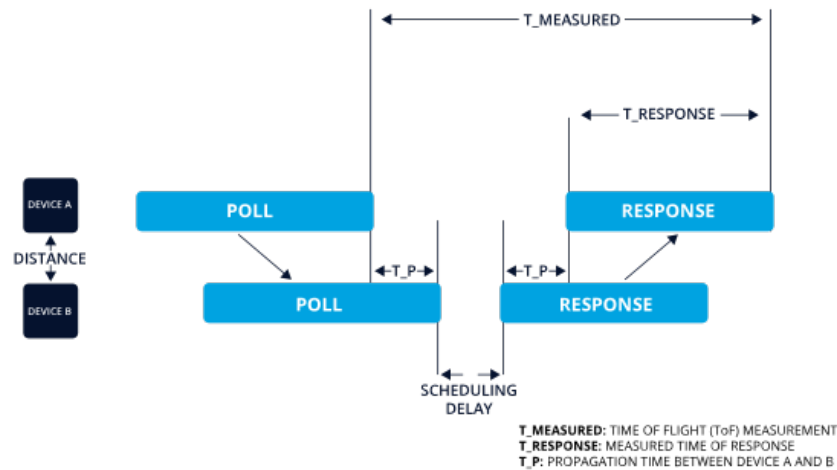 T_MEASURED
T_RESPONSE
DEVICE A
POLL
RESPONSE
DISTANCE
T_P
T_P
DEVICE B
POLL
RESPONSE
SCHEDULING
DELAY
T_MEASURED: TIME OF FLIGHT (ToF) MEASUREMENT
T_RESPONSE: MEASURED TIME OF RESPONSE
T_P: PROPAGATION TIME BETWEEN DEVICE A AND B